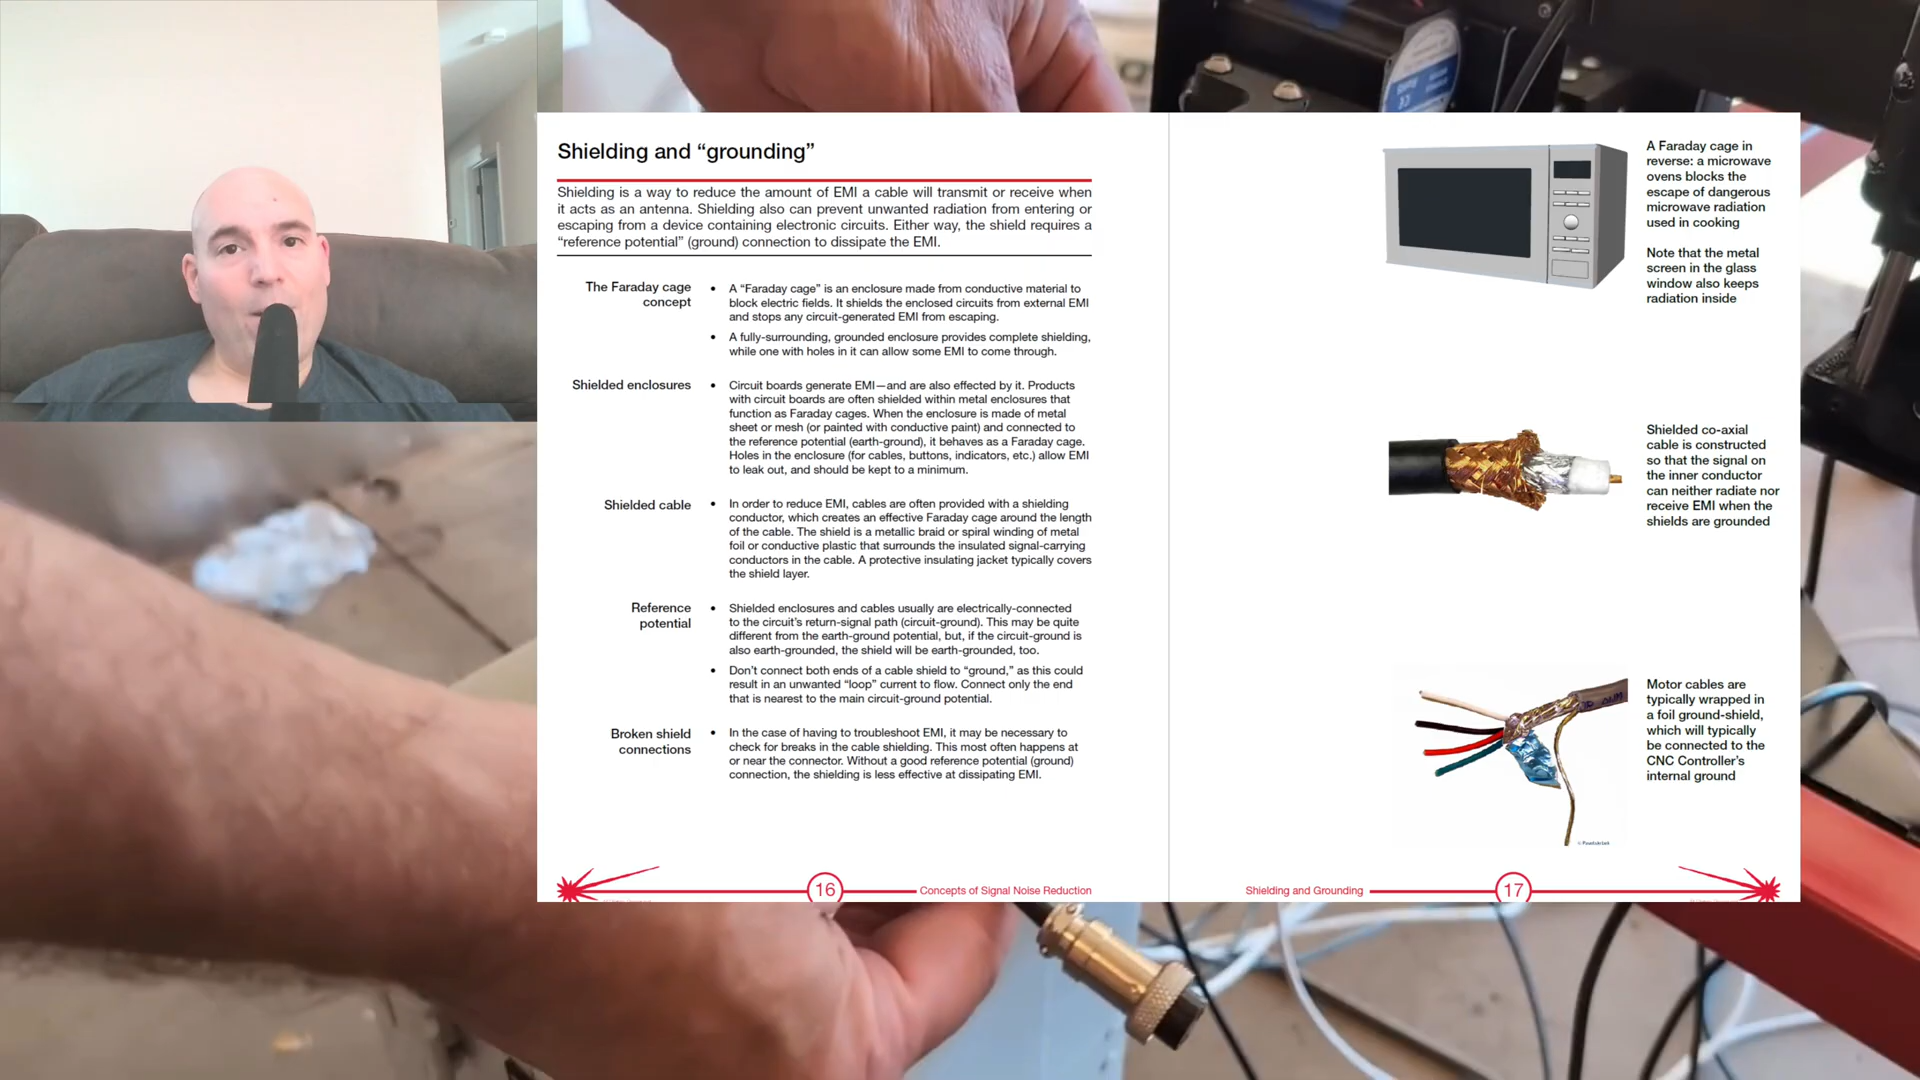 Shielding and “grounding”
Shielding is a way to reduce the amount of EMI a cable will transmit or receive when
it acts as an antenna. Shielding also can prevent unwanted radiation from entering or
escaping from a device containing electronic circuits. Either way, the shield requires a
“reference potential” (ground) connection to dissipate the EMI.
The Faraday cage
concept
• A “Faraday cage” is an enclosure made from conductive material to
block electric fields. It shields the enclosed circuits from external EMI
and stops any circuit-generated EMI from escaping.
• A fully-surrounding, grounded enclosure provides complete shielding,
while one with holes in it can allow some EMI to come through.
Shielded enclosures
• Circuit boards generate EMI—and are also effected by it. Products
with circuit boards are often shielded within metal enclosures that
function as Faraday cages. When the enclosure is made of metal
sheet or mesh (or painted with conductive paint) and connected to
the reference potential (earth-ground), it behaves as a Faraday cage.
Holes in the enclosure (for cables, buttons, indicators, etc.) allow EMI
to leak out, and should be kept to a minimum.
Shielded cable
• In order to reduce EMI, cables are often provided with a shielding
conductor, which creates an effective Faraday cage around the length
of the cable. The shield is a metallic braid or spiral winding of metal
foil or conductive plastic that surrounds the insulated signal-carrying
conductors in the cable. A protective insulating jacket typically covers
the shield layer.
Reference
potential
• Shielded enclosures and cables usually are electrically-connected
to the circuit’s return-signal path (circuit-ground). This may be quite
different from the earth-ground potential, but, if the circuit-ground is
also earth-grounded, the shield will be earth-grounded, too.
• Don’t connect both ends of a cable shield to “ground,” as this could
result in an unwanted “loop” current to flow. Connect only the end
that is nearest to the main circuit-ground potential.
Broken shield
connections
• In the case of having to troubleshoot EMI, it may be necessary to
check for breaks in the cable shielding. This most often happens at
or near the connector. Without a good reference potential (ground)
connection, the shielding is less effective at dissipating EMI.
16
Concepts of Signal Noise Reduction
A Faraday cage in
reverse: a microwave
ovens blocks the
escape of dangerous
microwave radiation
used in cooking
Note that the metal
screen in the glass
window also keeps
radiation inside
Shielded co-axial
cable is constructed
so that the signal on
the inner conductor
can neither radiate nor
receive EMI when the
shields are grounded
Motor cables are
typically wrapped in
a foil ground-shield,
which will typically
be connected to the
CNC Controller’s
internal ground
Shielding and Grounding
17